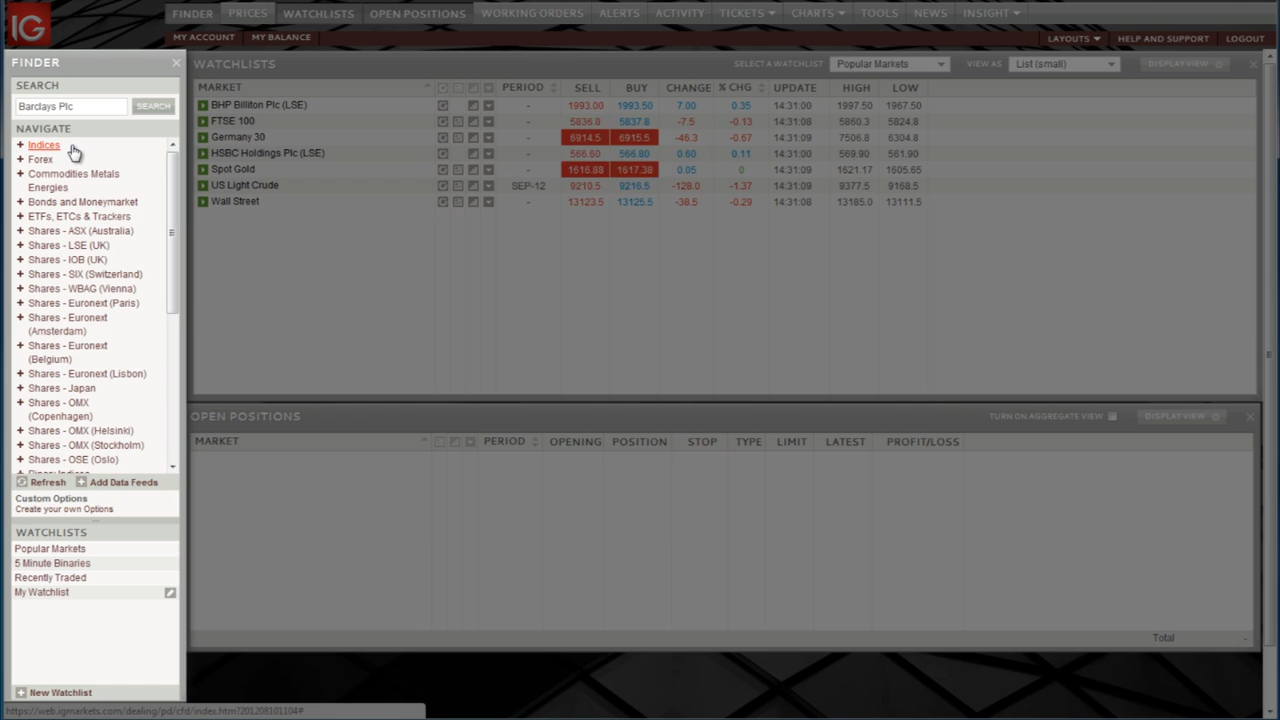 IG
FINDER PRICES WATCHLISTS OPEN POSITIONS WORKING ORDERS ALERTS ACTIVITY TICKETS CHARTS TOOLS NEWS INSIGHT
MY ACCOUNT MY BALANCE LAYOUTS HELP AND SUPPORT LOGOUT
FINDER
SEARCH
Barclays Plc SEARCH
NAVIGATE
Indices
Forex
Commodities Metals
Energies
Bonds and Moneymarket
ETFs, ETCs & Trackers
Shares - ASX (Australia)
Shares - LSE (UK)
Shares - IOB (UK)
Shares - SIX (Switzerland)
Shares - WBAG (Vienna)
Shares - Euronext (Paris)
Shares - Euronext
(Amsterdam)
Shares - Euronext
(Belgium)
Shares - Euronext (Lisbon)
Shares - Japan
Shares - OMX
(Copenhagen)
Shares - OMX (Helsinki)
Shares - OMX (Stockholm)
Shares - OSE (Oslo)
Refresh Add Data Feeds
Custom Options
Create your own Options
WATCHLISTS
Popular Markets
5 Minute Binaries
Recently Traded
My Watchlist
New Watchlist
WATCHLISTS SELECT A WATCHLIST Popular Markets VIEW AS List (small) DISPLAY VIEW
MARKET PERIOD SELL BUY CHANGE % CHG UPDATE HIGH LOW
BHP Billiton Plc (LSE) - 1993.00 1993.50 7.00 0.35 14:31:00 1997.50 1967.50
FTSE 100 - 5836.8 5837.8 -7.5 -0.13 14:31:08 5860.3 5824.8
Germany 30 - 6914.5 6915.5 -46.3 -0.67 14:31:09 7506.8 6304.8
HSBC Holdings Plc (LSE) - 566.60 566.80 0.60 0.11 14:31:09 569.90 561.90
Spot Gold - 1616.88 1617.38 0.05 0 14:31:09 1621.17 1605.65
US Light Crude SEP-12 9210.5 9216.5 -128.0 -1.37 14:31:09 9377.5 9168.5
Wall Street - 13123.5 13125.5 -38.5 -0.29 14:31:08 13185.0 13111.5
OPEN POSITIONS TURN ON AGGREGATE VIEW DISPLAY VIEW
MARKET PERIOD OPENING POSITION STOP TYPE LIMIT LATEST PROFIT/LOSS
Total -
https://web.igmarkets.com/dealing/pd/cfd/index.htm?201208101104#